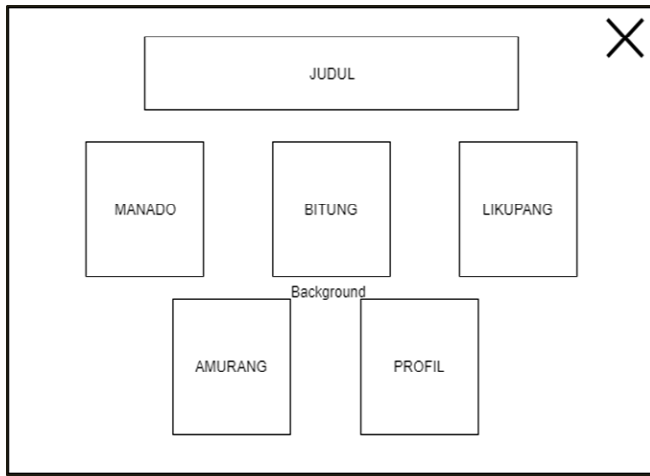 JUDUL
MANADO
BITUNG
LIKUPANG
Background
AMURANG
PROFIL